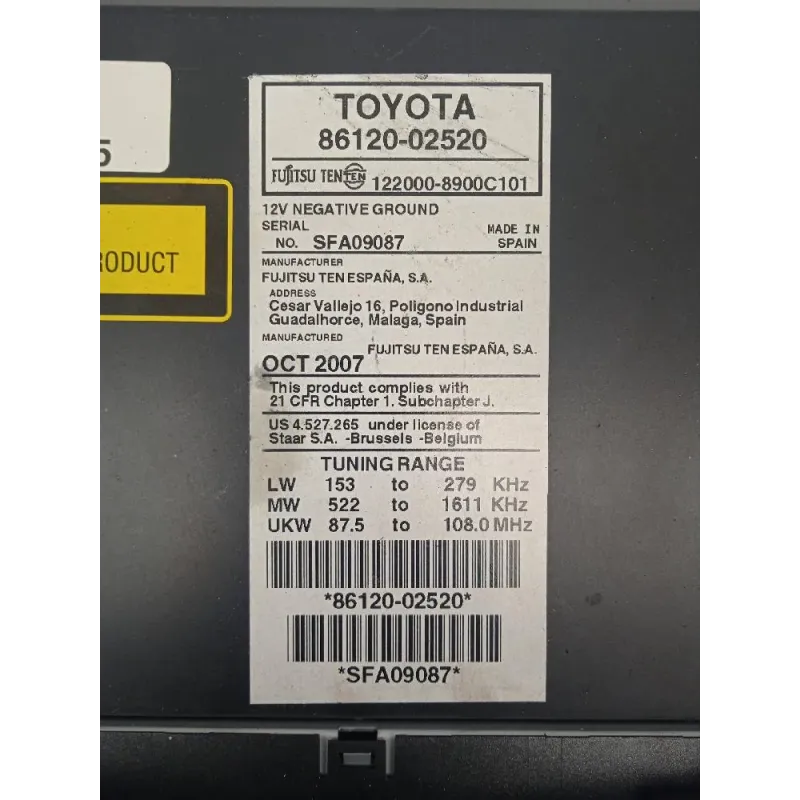 5
RODUCT
TOYOTA
86120-02520
FUJITSU TEN TEN 122000-8900C101
12V NEGATIVE GROUND
SERIAL
NO. SFA09087
MADE IN
SPAIN
MANUFACTURER
FUJITSU TEN ESPAÑA, S.A.
ADDRESS
Cesar Vallejo 16, Poligono Industrial
Guadalhorce, Malaga, Spain
MANUFACTURED
FUJITSU TEN ESPAÑA, S.A.
OCT 2007
This product complies with
21 CFR Chapter 1. Subchapter J.
US 4.527.265 under license of
Staar S.A. -Brussels -Belgium
TUNING RANGE
LW 153 to 279 KHz
MW 522 to 1611 KHz
UKW 87.5 to 108.0 MHz
*86120-02520*
*SFA09087*